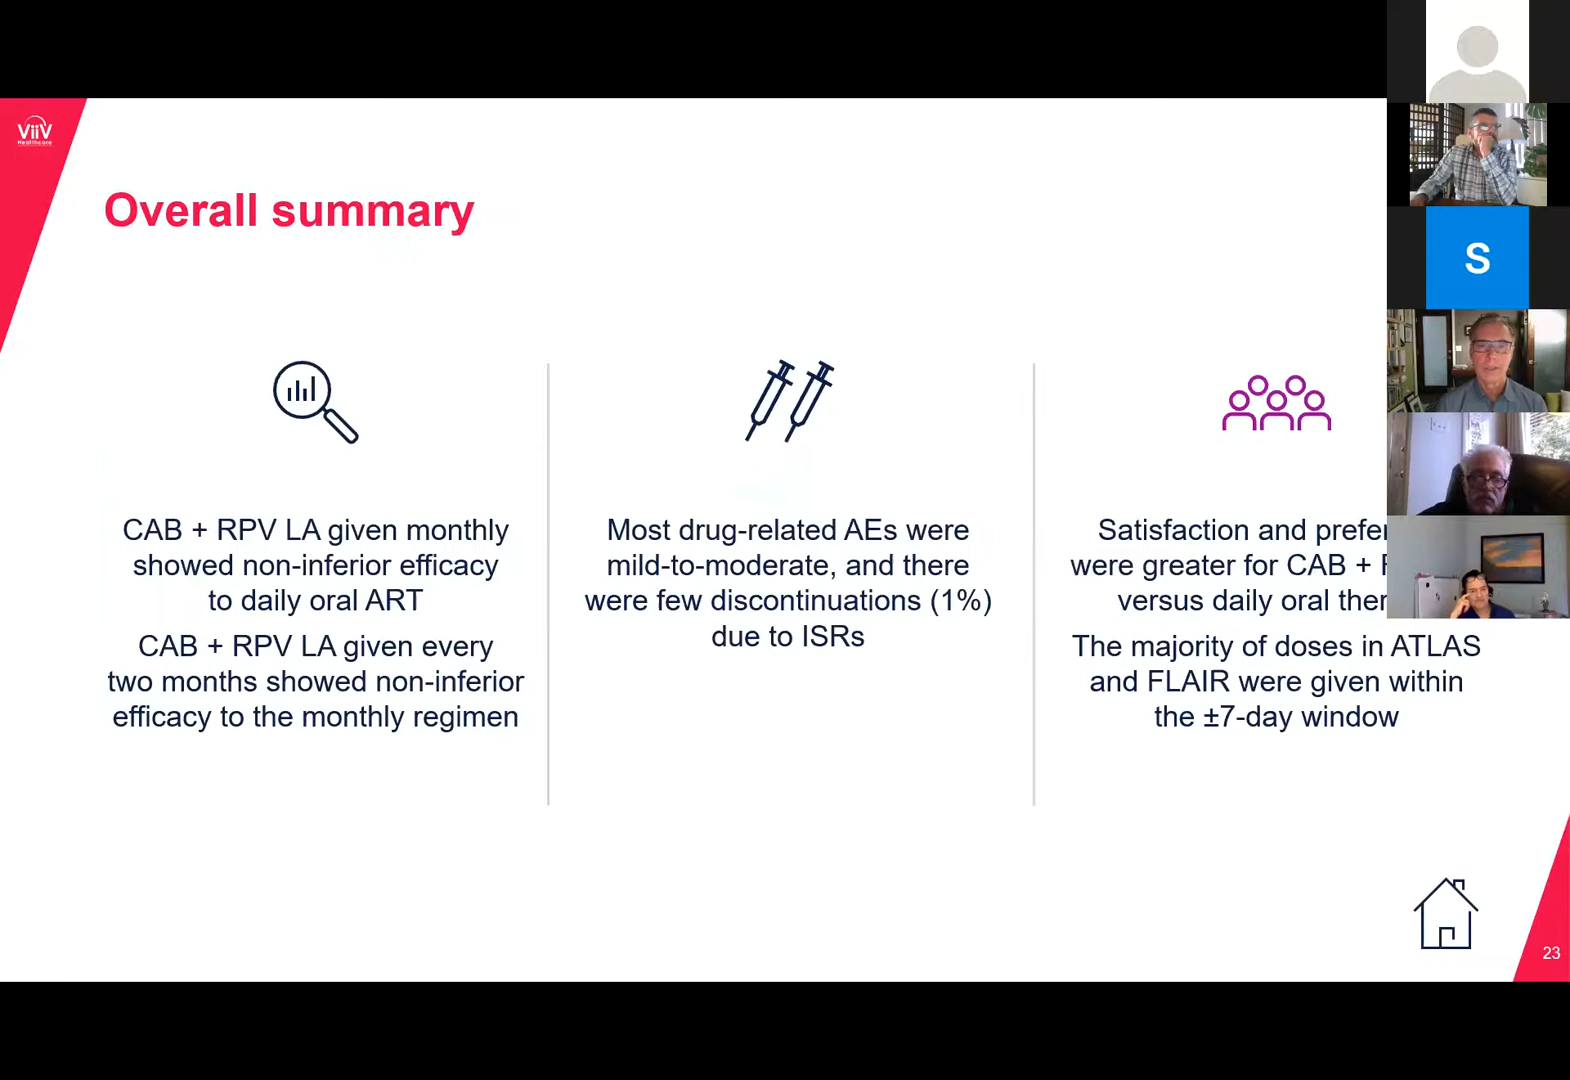 ViiV
Healthcare
Overall summary
CAB + RPV LA given monthly
showed non-inferior efficacy
to daily oral ART
CAB + RPV LA given every
two months showed non-inferior
efficacy to the monthly regimen
Most drug-related AEs were
mild-to-moderate, and there
were few discontinuations (1%)
due to ISRs
Satisfaction and
were greater for CAB +
versus daily oral
The majority of doses in ATLAS
and FLAIR were given within
the ±7-day window
S
23